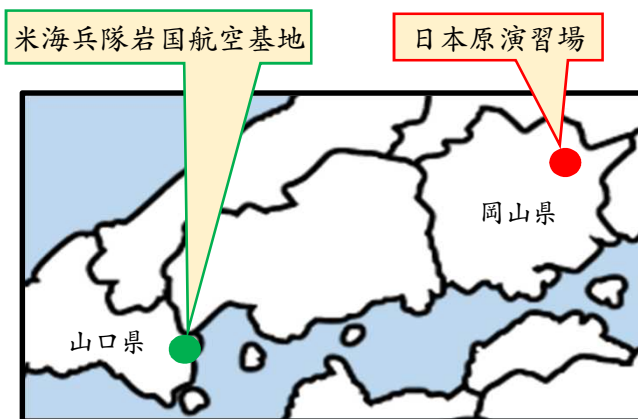 米海兵隊岩国航空基地
日本原演習場
岡山県
山口県